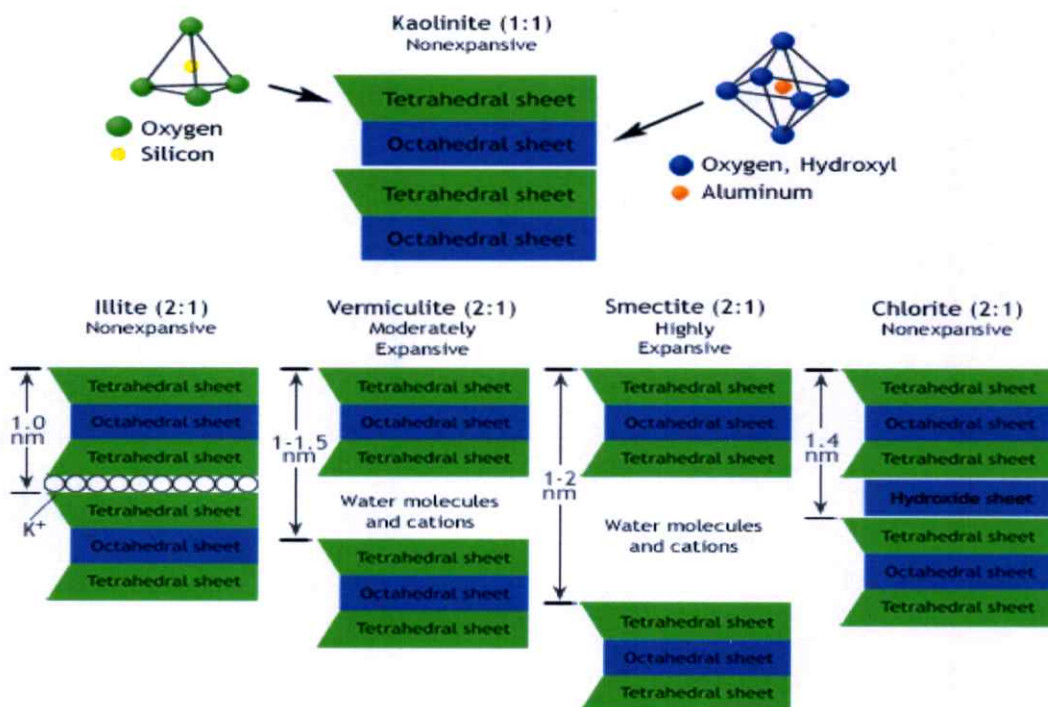 Kaolinite (1:1)
Nonexpansive
Tetrahedral sheet
Octahedral sheet
Tetrahedral sheet
Octahedral sheet
Oxygen
Silicon
Oxygen, Hydroxyl
Aluminum
Illite (2:1)
Nonexpansive
1.0
nm
Tetrahedral sheet
Octahedral sheet
Tetrahedral sheet
K+
Tetrahedral sheet
Octahedral sheet
Tetrahedral sheet
Vermiculite (2:1)
Moderately
Expansive
1-1.5
nm
Tetrahedral sheet
Octahedral sheet
Tetrahedral sheet
Water molecules
and cations
Tetrahedral sheet
Octahedral sheet
Tetrahedral sheet
Smectite (2:1)
Highly
Expansive
1-2
nm
Tetrahedral sheet
Octahedral sheet
Tetrahedral sheet
Water molecules
and cations
Tetrahedral sheet
Octahedral sheet
Tetrahedral sheet
Chlorite (2:1)
Nonexpansive
1.4
nm
Tetrahedral sheet
Octahedral sheet
Tetrahedral sheet
Hydroxide sheet
Tetrahedral sheet
Octahedral sheet
Tetrahedral sheet